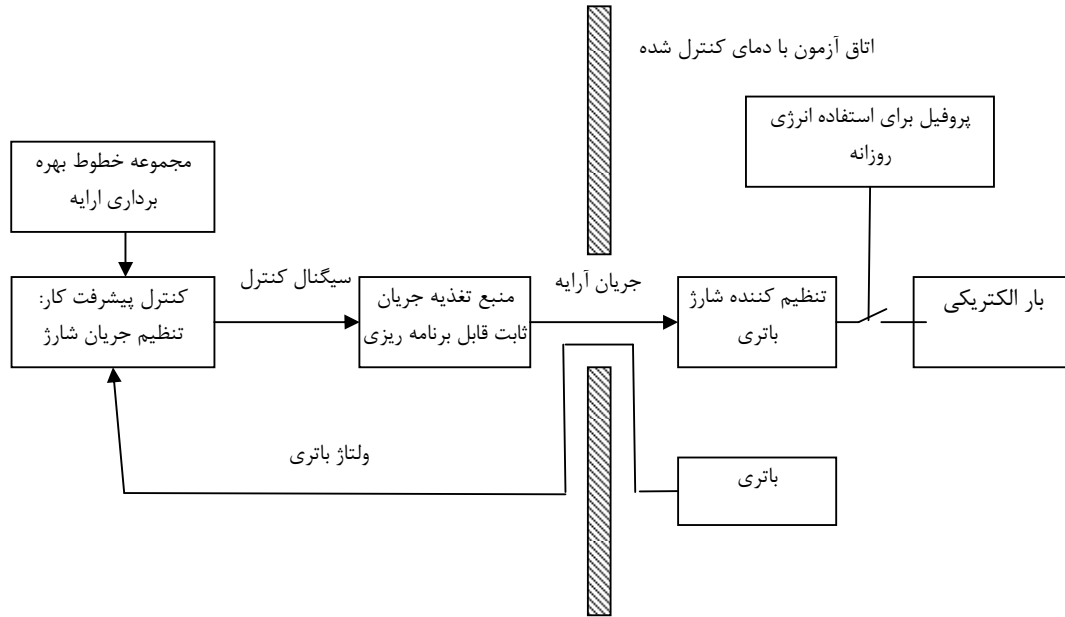 اتاق آزمون با دمای کنترل شده
پروفیل برای استفاده انرژی
روزانه
مجموعه خطوط بهره
برداری ارایه
کنترل پیشرفت کار:
تنظیم جریان شارژ
سیگنال کنترل
منبع تغذیه جریان
ثابت قابل برنامه ریزی
جریان آرایه
تنظیم کننده شارژ
باتری
بار الکتریکی
ولتاژ باتری
باتری